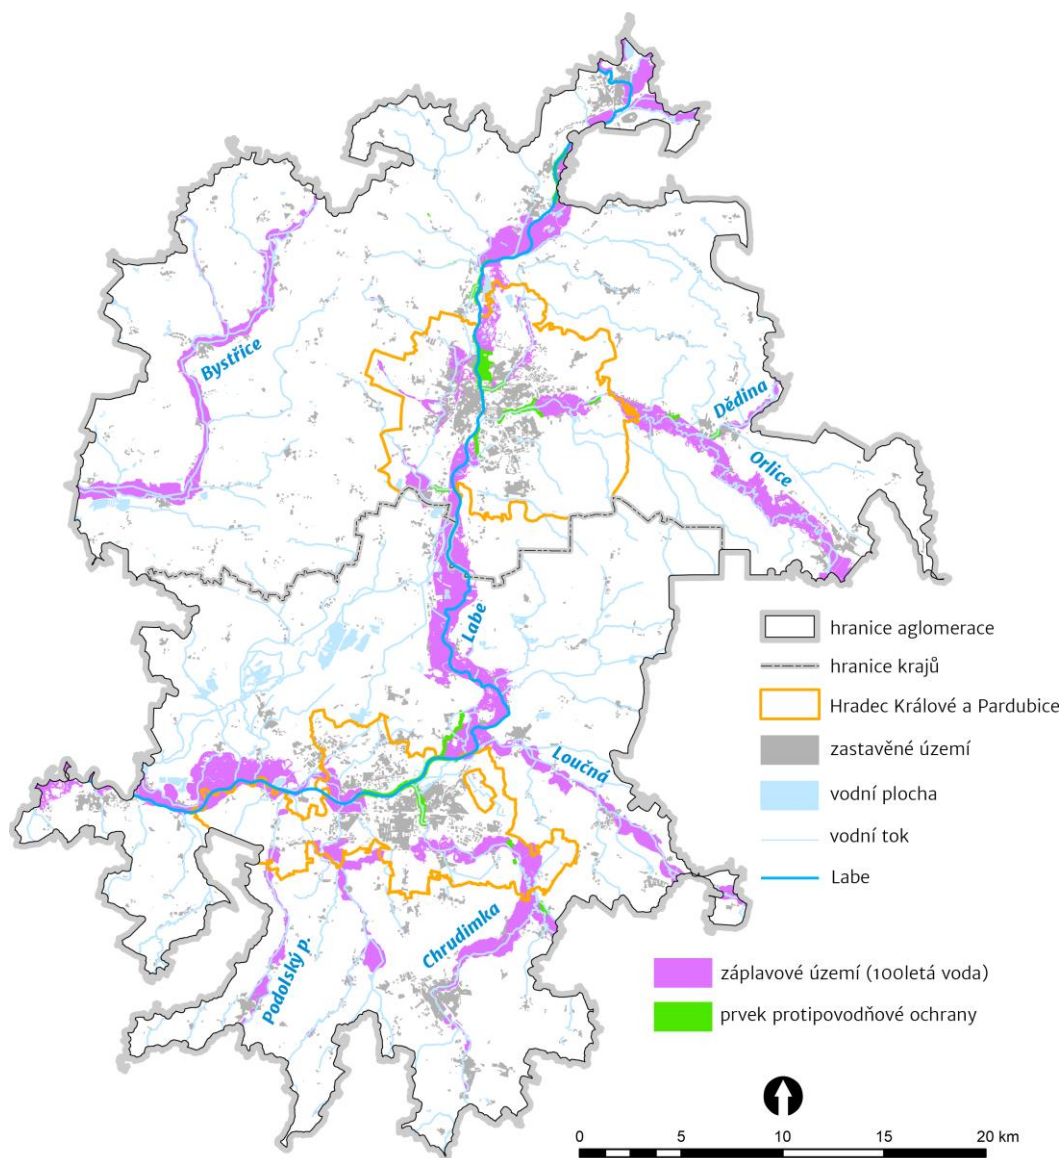 Bystřice
Dědina
Orlice
Labe
Loučná
Chrudimka
Podolský p.
hranice aglomerace
hranice krajů
Hradec Králové a Pardubice
zastavěné území
vodní plocha
vodní tok
Labe
záplavové území (100letá voda)
prvek protipovodňové ochrany
0 5 10 15 20 km